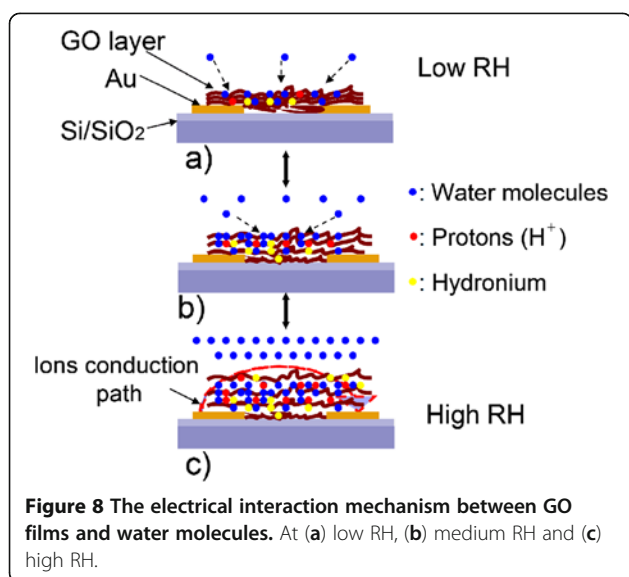 GO layer
Au
Si/SiO₂
Low RH
a)
•: Water molecules
•: Protons (H⁺)
•: Hydronium
b)
Ions conduction
path
High RH
c)
Figure 8 The electrical interaction mechanism between GO
films and water molecules. At (a) low RH, (b) medium RH and (c)
high RH.